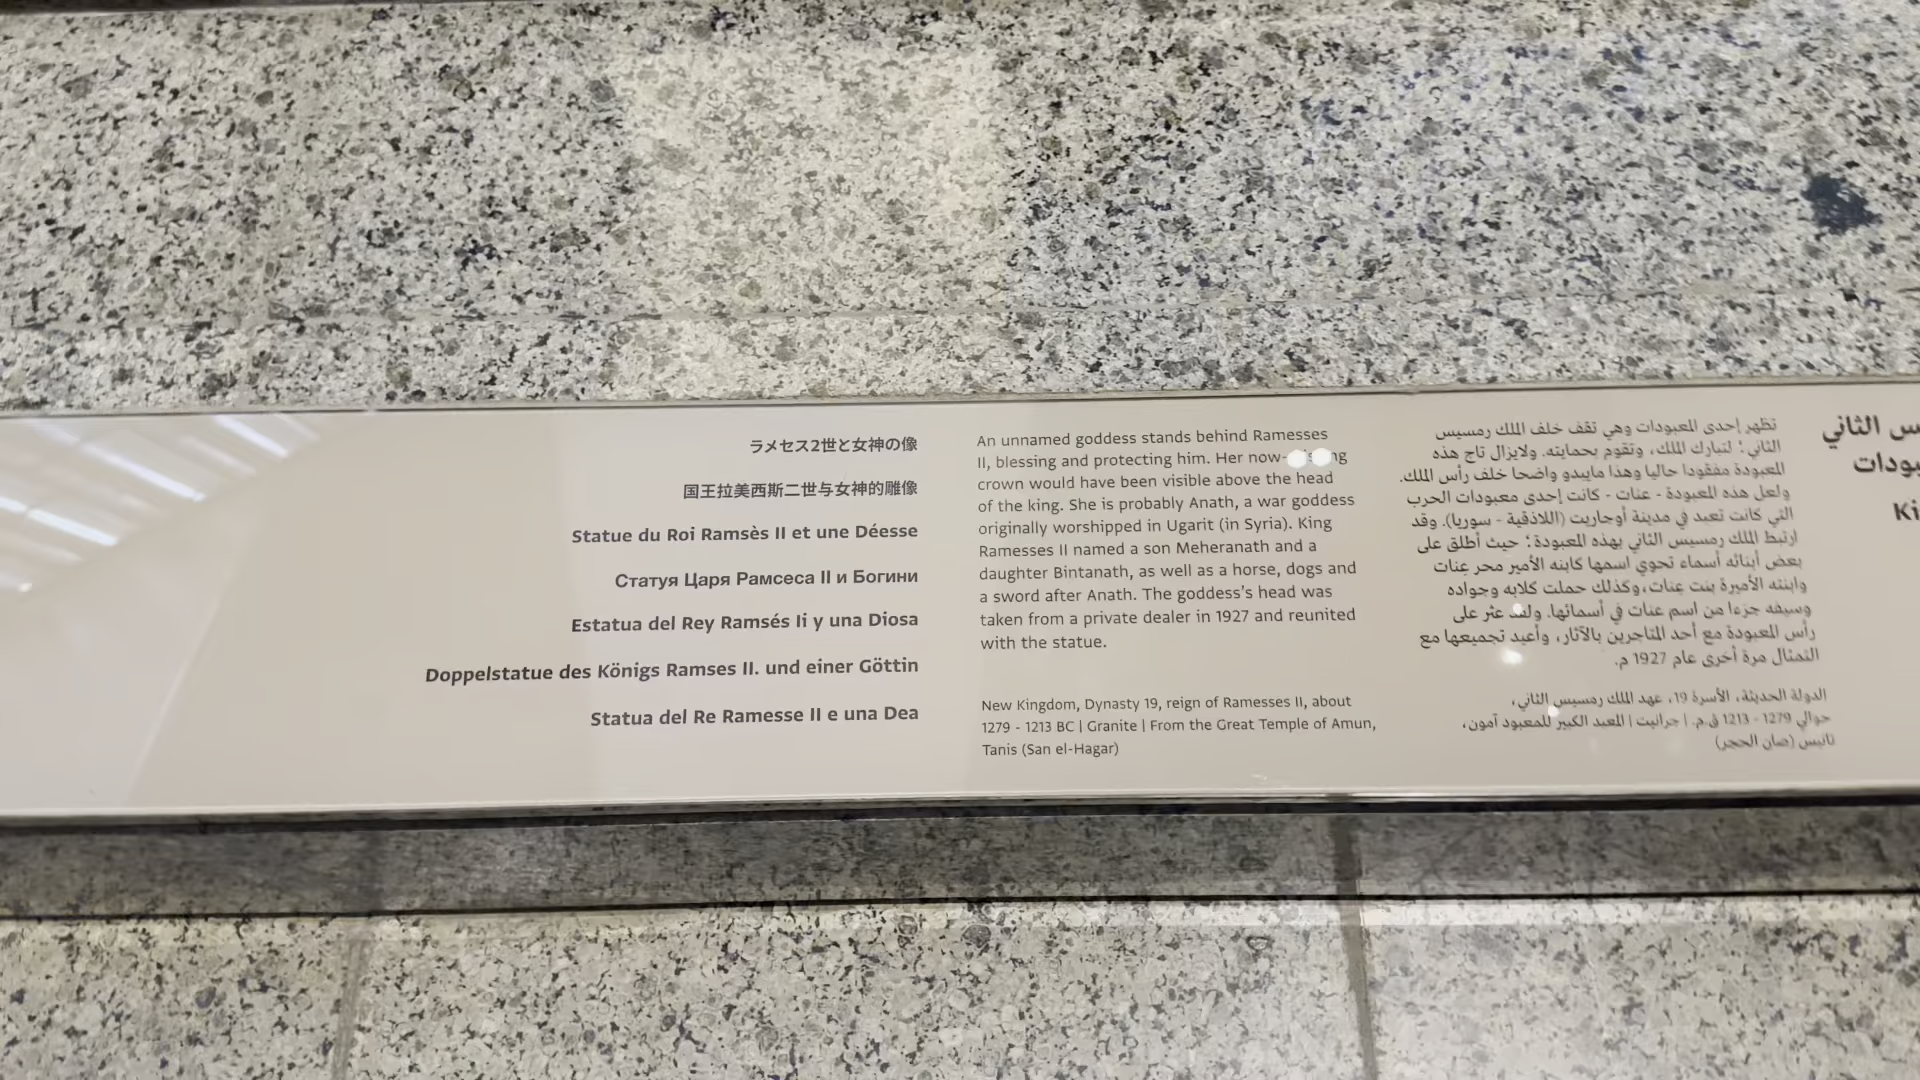 ラメセス2世と女神の像
国王拉美西斯二世与女神的雕像
Statue du Roi Ramsès II et une Déesse
Статуя Царя Рамсеса II и Богини
Estatua del Rey Ramsés Ii y una Diosa
Doppelstatue des Königs Ramses II. und einer Göttin
Statua del Re Ramesse II e una Dea
An unnamed goddess stands behind Ramesses
II, blessing and protecting him. Her now-
crown would have been visible above the head
of the king. She is probably Anath, a war goddess
originally worshipped in Ugarit (in Syria). King
Ramesses II named a son Meheranath and a
daughter Bintanath, as well as a horse, dogs and
a sword after Anath. The goddess's head was
taken from a private dealer in 1927 and reunited
with the statue.
New Kingdom, Dynasty 19, reign of Ramesses II, about
1279 - 1213 BC | Granite | From the Great Temple of Amun,
Tanis (San el-Hagar)
تظهر إحدى المعبودات وهي تقف خلف الملك رمسيس
الثاني؛ لتبارك الملك، وتقوم بحمايته. ولايزال تاج هذه
المعبودة مفقودا حاليا وهذا مايبدو واضحا خلف رأس الملك.
ولعل هذه المعبودة - عنات - كانت إحدى معبودات الحرب
التي كانت تعبد في مدينة أوجاريت (اللاذقية - سوريا). وقد
ارتبط الملك رمسيس الثاني بهذه المعبودة؛ حيث أطلق على
بعض أبنائه أسماء تحوي اسمها كابنه الأمير محر عنات
وابنته الأميرة بنت عنات،وكذلك حملت كلابه وجواده
وسيفه جزءا من اسم عنات في أسمائها. ولقد عثر على
رأس المعبودة مع أحد المتاجرين بالآثار، وأعيد تجميعها مع
التمثال مرة أخرى عام 1927 م.
الدولة الحديثة، الأسرة 19، عهد الملك رمسيس الثاني،
حوالي 1279 - 1213 ق.م. | جرانيت | المعبد الكبير للمعبود آمون،
تانيس (صان الحجر)
الثاني